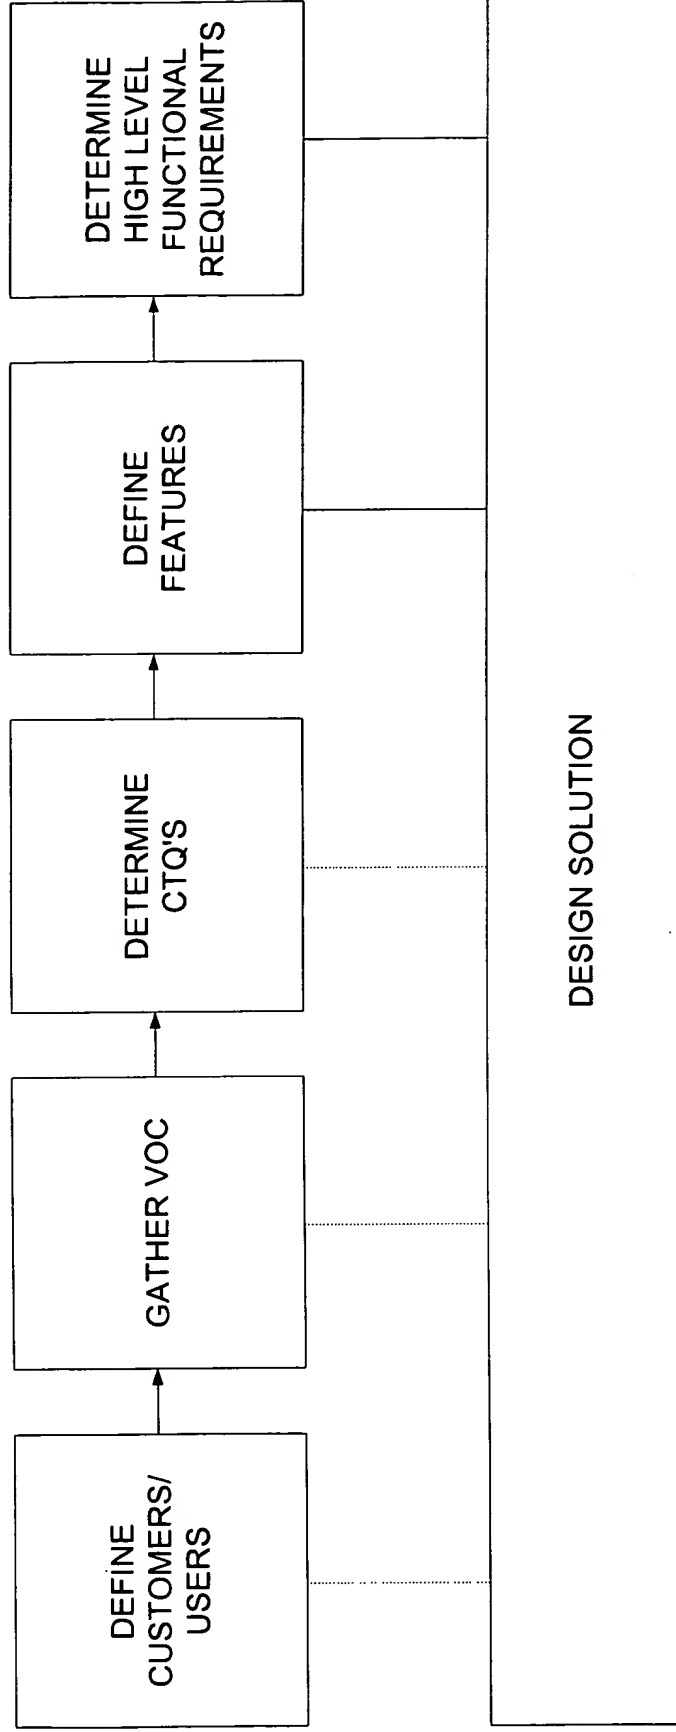 DEFINE
CUSTOMERS/
USERS
GATHER VOC
DETERMINE
CTQ'S
DEFINE
FEATURES
DETERMINE
HIGH LEVEL
FUNCTIONAL
REQUIREMENTS
DESIGN SOLUTION